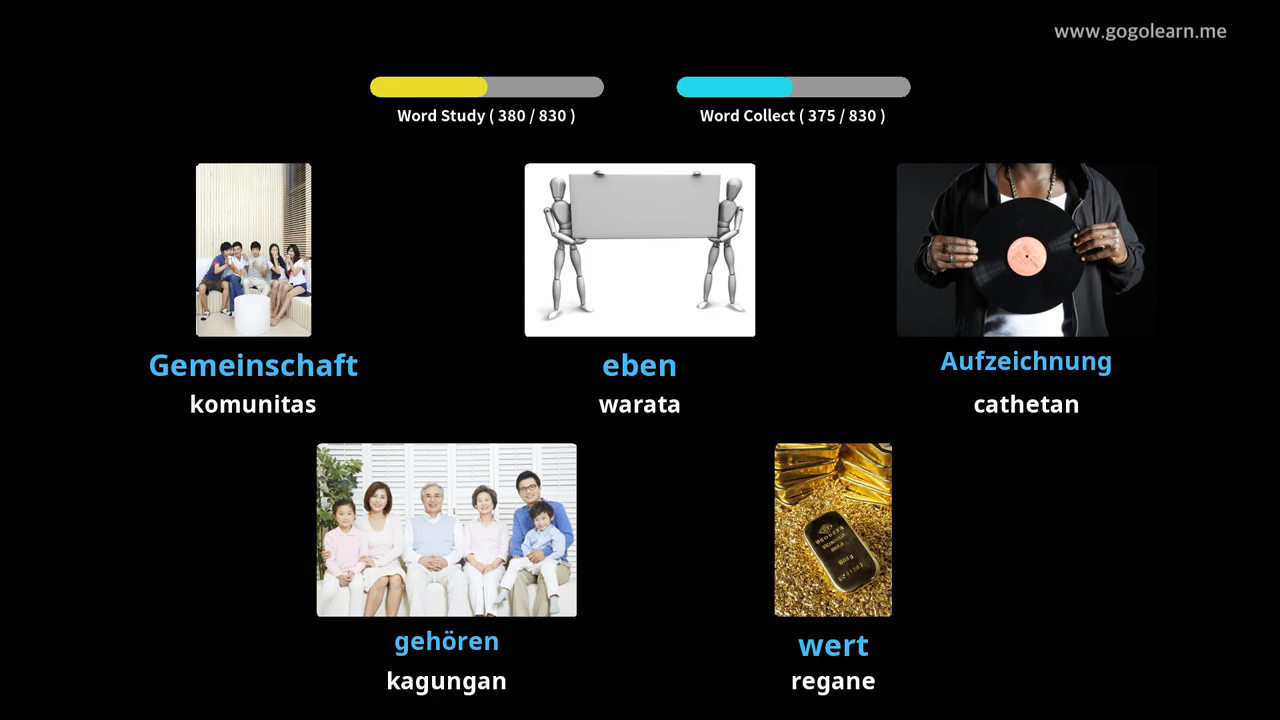 www.gogolearn.me
Word Study ( 380 / 830 )
Word Collect ( 375 / 830 )
Gemeinschaft
komunitas
eben
warata
Aufzeichnung
cathetan
gehören
kagungan
wert
regane